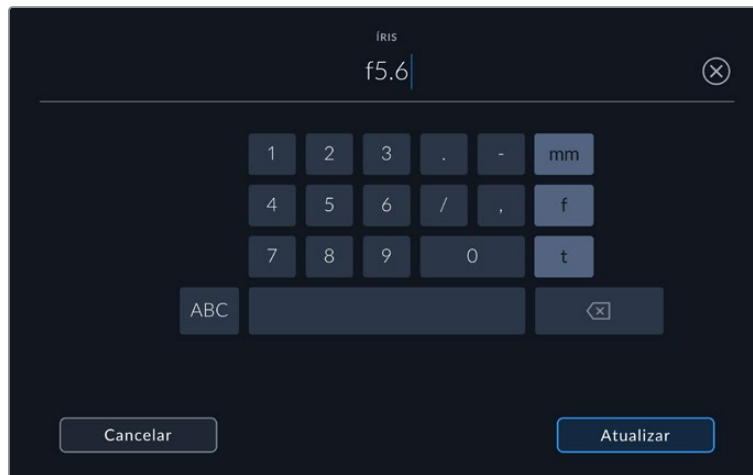 ÍRIS
f5.6
1 2 3 . - mm
4 5 6 / , f
7 8 9 0 t
ABC
Cancelar Atualizar